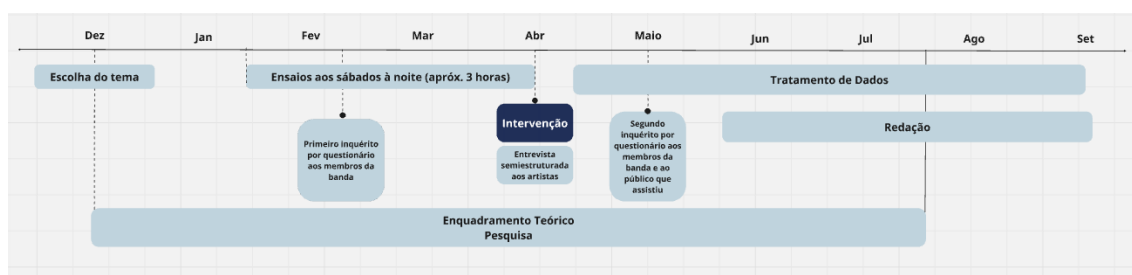 Dez Jan Fev Mar Abr Maio Jun Jul Ago Set
Escolha do tema
Ensaios aos sábados à noite (apróx. 3 horas)
Tratamento de Dados
Intervenção
Redação
Primeiro inquérito
por questionário
aos membros da
banda
Entrevista
semiestruturada
aos artistas
Segundo
inquérito por
questionário aos
membros da
banda e ao
público que
assistiu
Enquadramento Teórico
Pesquisa